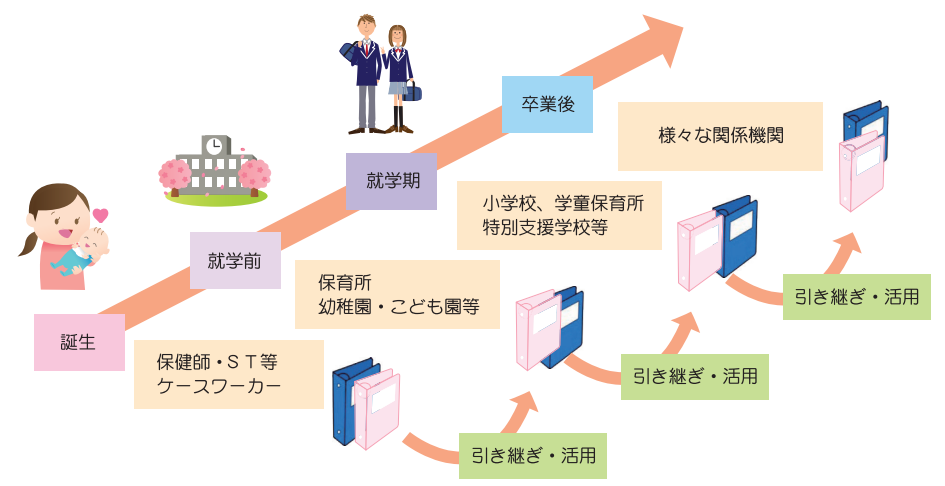 卒業後
様々な関係機関
就学期
小学校、学童保育所
特別支援学校等
就学前
保育所
幼稚園・こども園等
引き継ぎ・活用
誕生
保健師・ＳＴ等
ケースワーカー
引き継ぎ・活用
引き継ぎ・活用